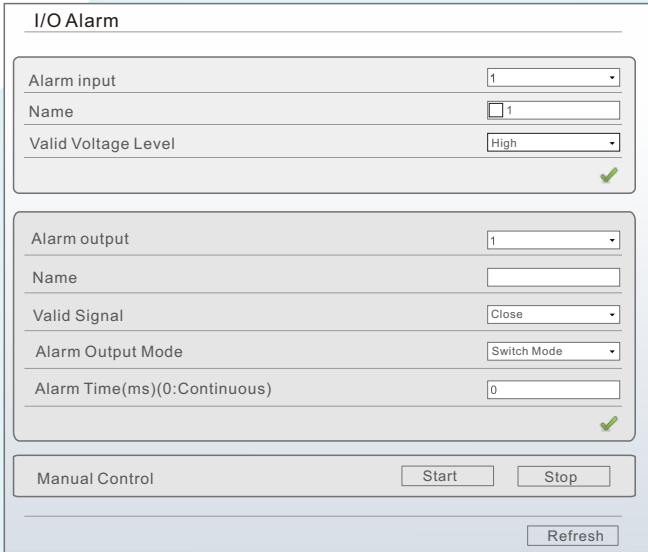 I/O Alarm
Alarm input 1
Name 1
Valid Voltage Level High
Alarm output 1
Name
Valid Signal Close
Alarm Output Mode Switch Mode
Alarm Time(ms)(0:Continuous) 0
Manual Control Start Stop
Refresh